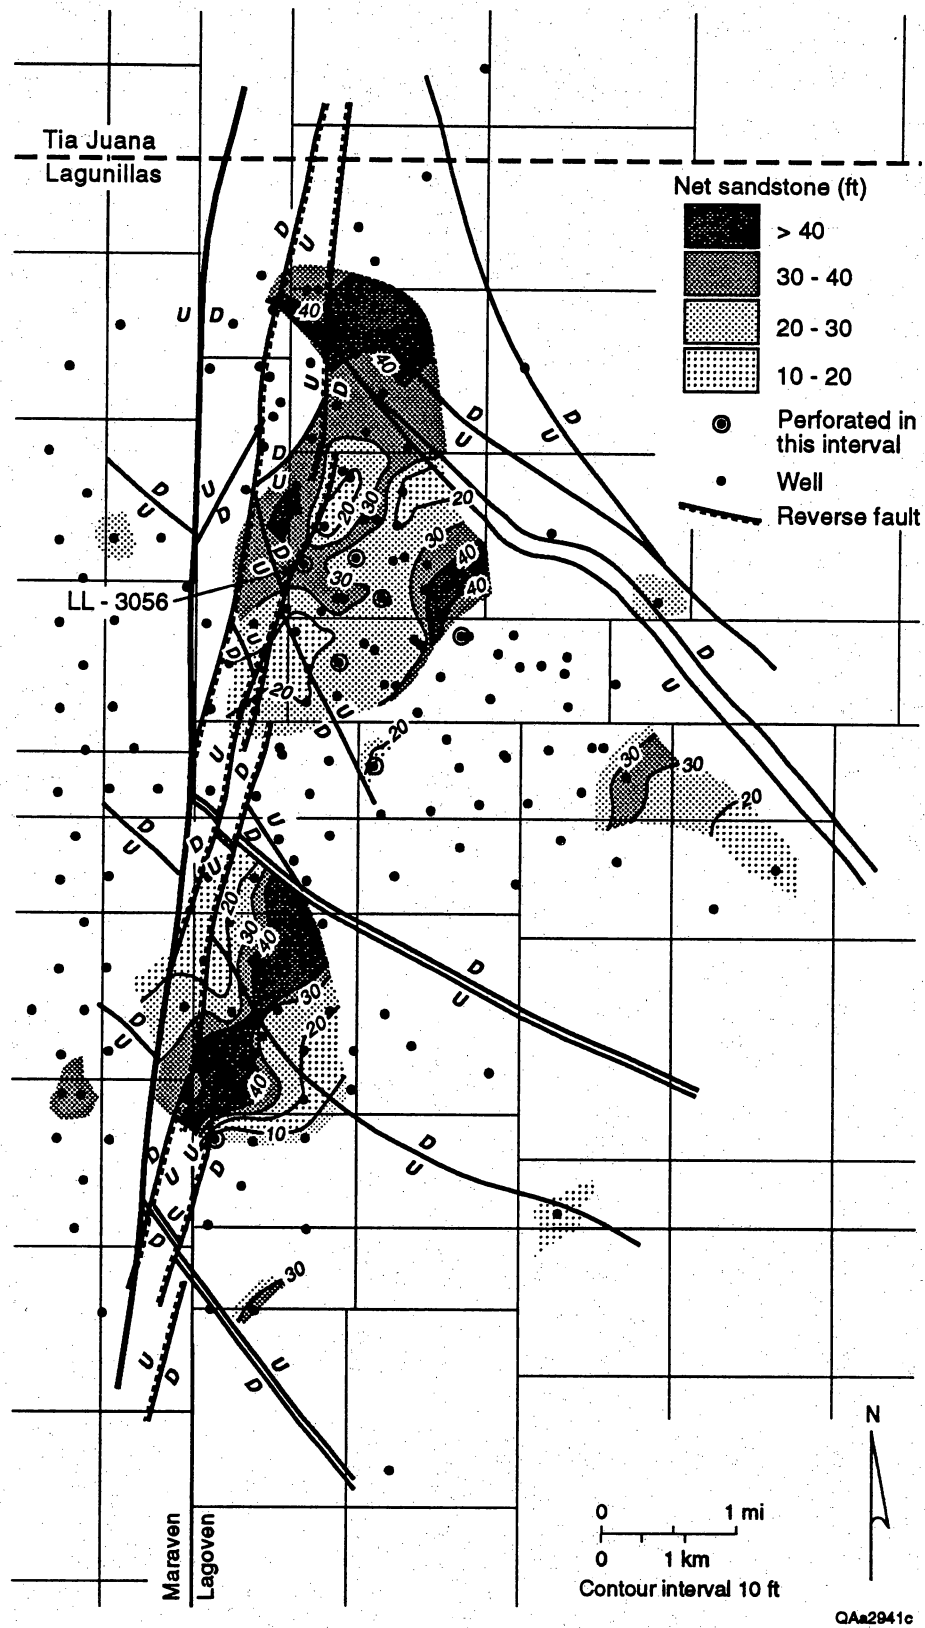 Tia Juana
Lagunillas
Net sandstone (ft)
> 40
30 - 40
20 - 30
10 - 20
Perforated in
this interval
Well
Reverse fault
D
U
U D
40
40
U
D
D
U
D
U
D
U
D
U
U
D
D
U
20
30
20
30
40
40
D
U
30
LL - 3056
U
D
20
D
U
D
U
20
U
D
30
30
20
D
U
U
D
D
U
20
30
40
D
U
30
20
D
U
40
10
D
U
D
U
U
D
U
D
30
U
D
U
D
N
0 1 mi
0 1 km
Contour interval 10 ft
Maraven
Lagoven
QAa2941c